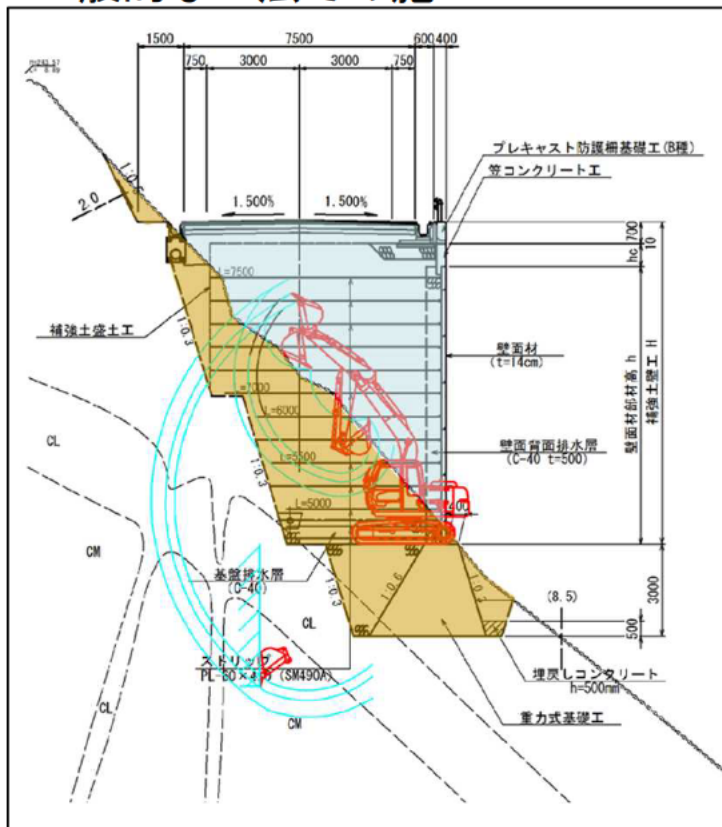 1500
7500
600
400
750
3000
3000
750
プレキャスト防護柵基礎工(B種)
笠コンクリート工
1:0.6
2.0
1.500%
1.500%
700
10
hc
L=7500
補強土盛土工
1:0.3
壁面材
(t=14cm)
壁面材部材高 h
補強土壁工 H
L=7000
L=6000
CL
壁面背面排水層
(C-40 t=500)
L=5500
1:0.3
L=5000
400
CM
基盤排水層
(C-40)
1:0.3
1:0.6
(8.5)
3000
500
CL
ストリップ
(SM490A)
埋戻しコンクリート
h=500mm
CL
重力式基礎工
CM